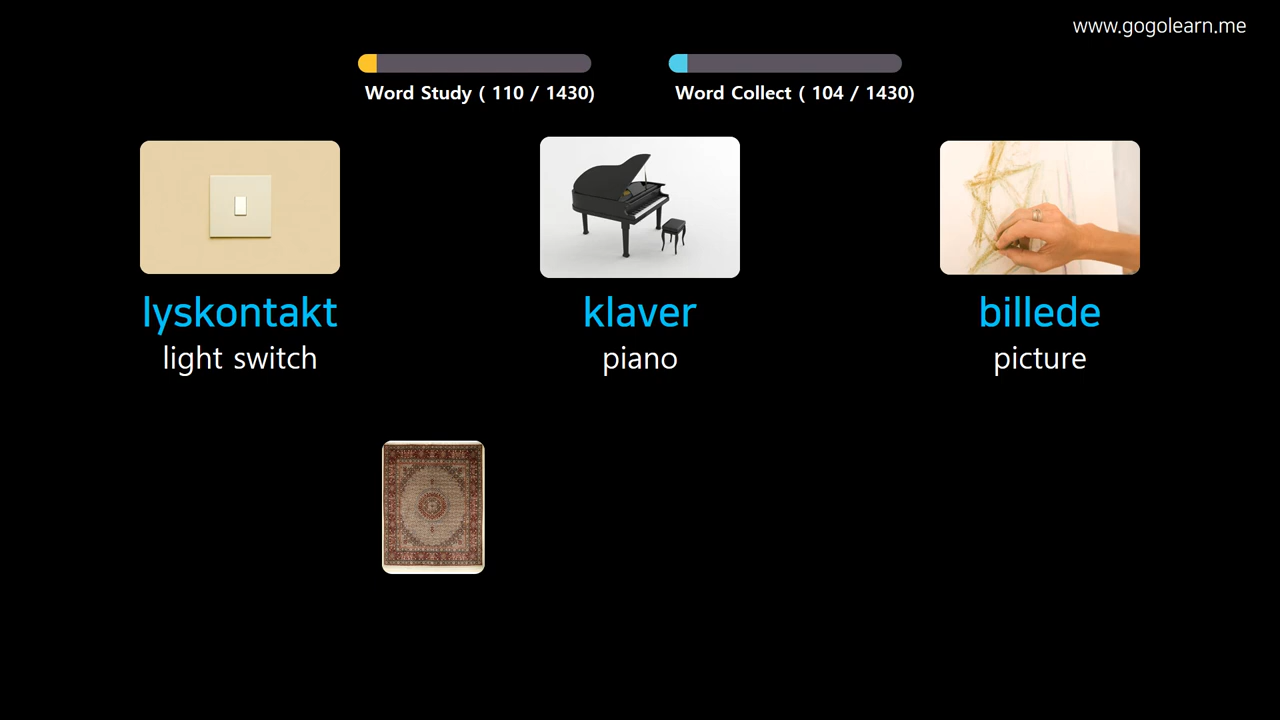 www.gogolearn.me
Word Study ( 110 / 1430)
Word Collect ( 104 / 1430)
lyskontakt
light switch
klaver
piano
billede
picture